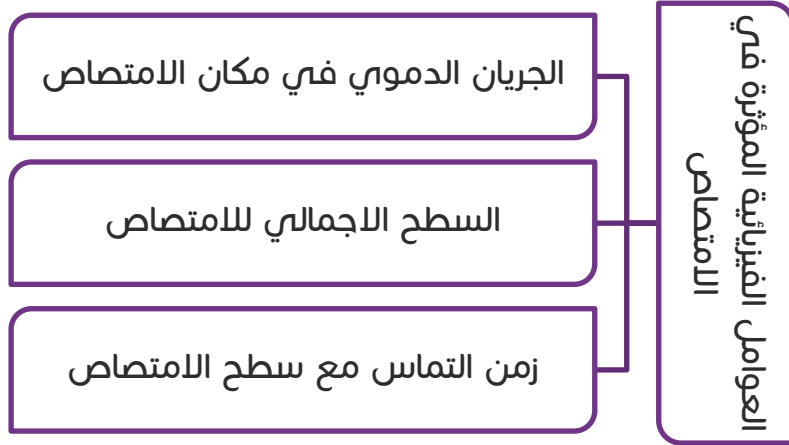 العوامل الفيزيائية المؤثرة في
الامتصاص
الجريان الدموي في مكان الامتصاص
السطح الاجمالي للامتصاص
زمن التماس مع سطح الامتصاص